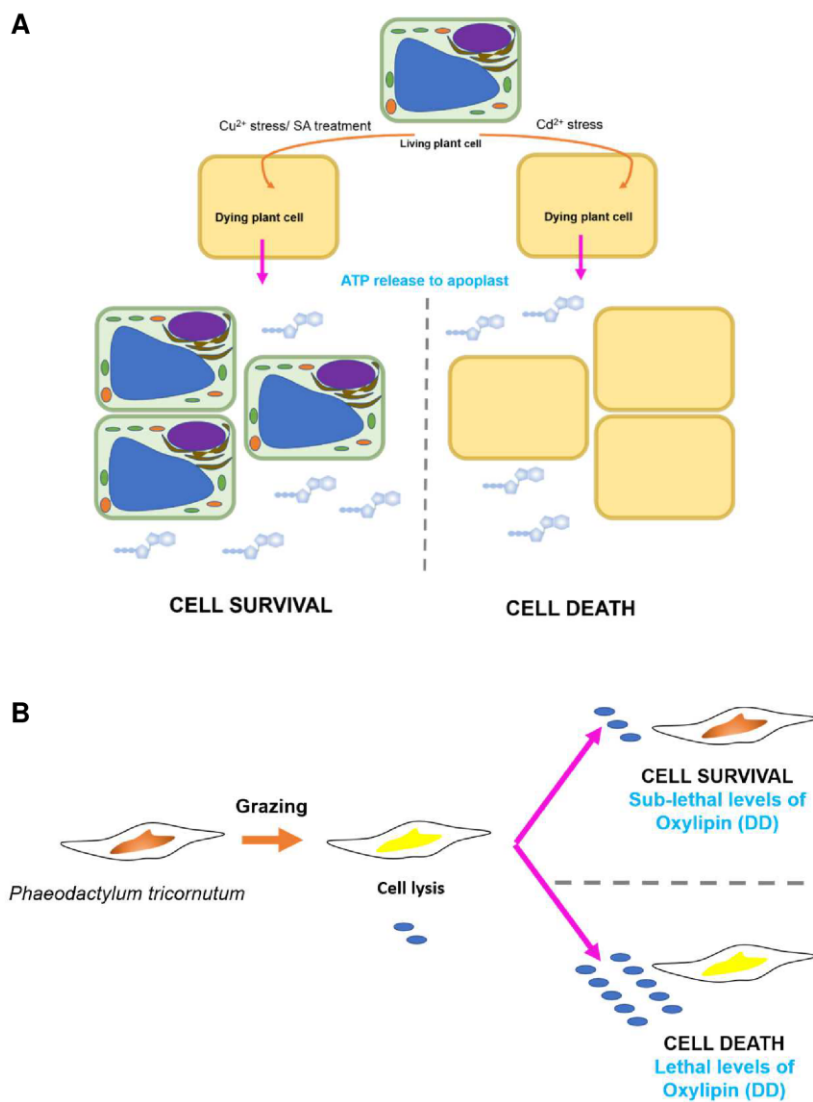 A
Cu²⁺ stress/ SA treatment
Cd²⁺ stress
Living plant cell
Dying plant cell
Dying plant cell
ATP release to apoplast
CELL SURVIVAL
CELL DEATH
B
Grazing
Phaeodactylum tricornutum
Cell lysis
CELL SURVIVAL
Sub-lethal levels of
Oxylipin (DD)
CELL DEATH
Lethal levels of
Oxylipin (DD)